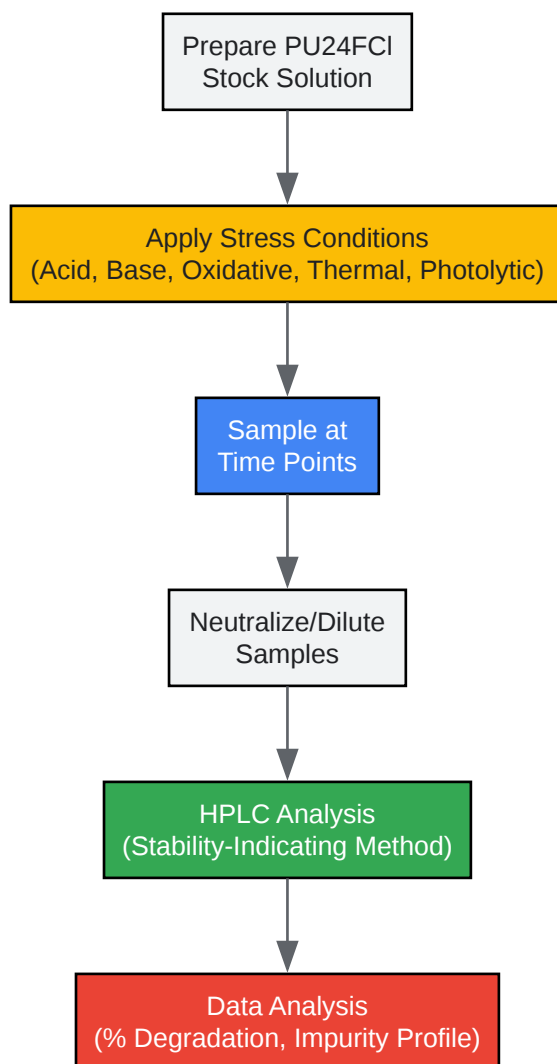 Prepare PU24FCl
Stock Solution
Apply Stress Conditions
(Acid, Base, Oxidative, Thermal, Photolytic)
Sample at
Time Points
Neutralize/Dilute
Samples
HPLC Analysis
(Stability-Indicating Method)
Data Analysis
(% Degradation, Impurity Profile)